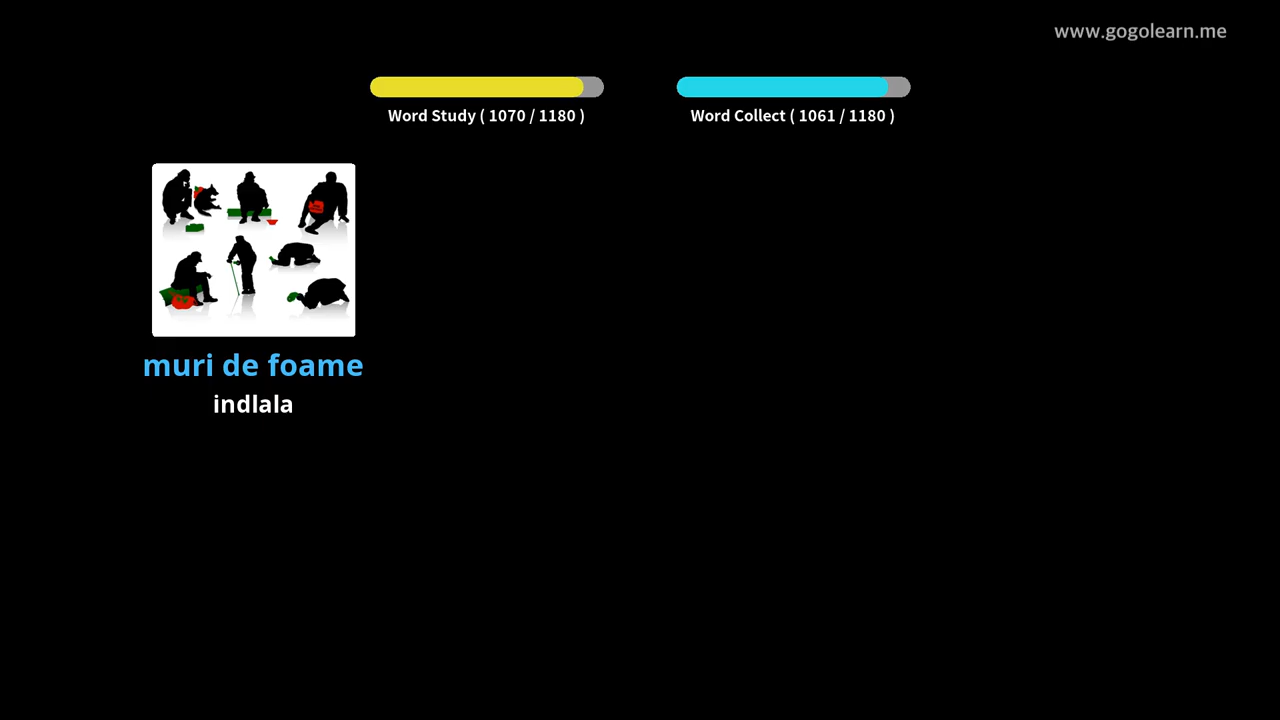 www.gogolearn.me
Word Study ( 1070 / 1180 )
Word Collect ( 1061 / 1180 )
muri de foame
indlala